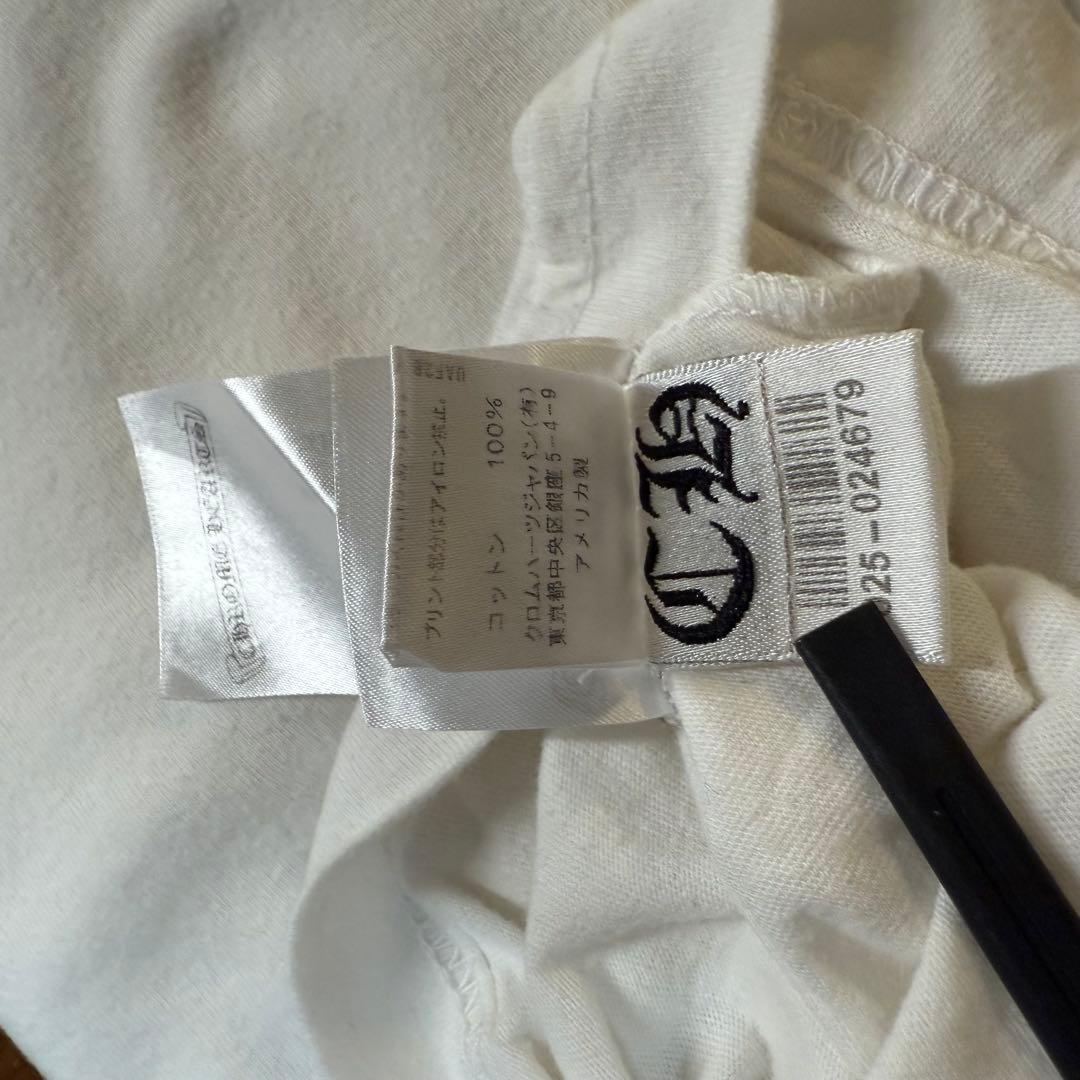 CHROME HEARTS
プリント部分はアイロン禁止。
コットン 100%
クロムハーツジャパン(有)
東京都中央区銀座5-4-9
アメリカ製
CH
025-024679